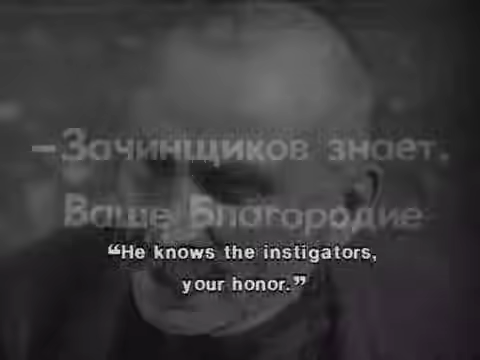 –Зачинщиков знает.
Ваше Благородие
“He knows the instigators,
your honor.”